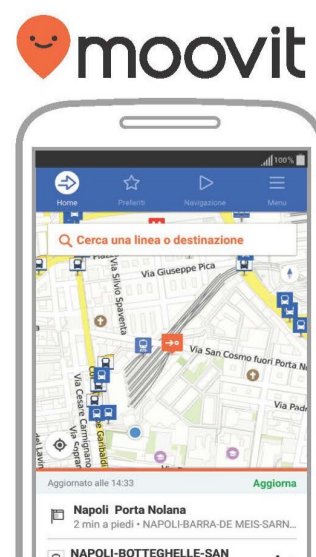 moovit
100%
Home Preferiti Navigazione Menu
Cerca una linea o destinazione
Via Giuseppe Pica
Via Silvio Spaventa
Via San Cosmo fuori Porta
Via Cesare Carmignano
Garibaldi
Aggiornato alle 14:33 Aggiorna
Napoli Porta Nolana
2 min a piedi • NAPOLI-BARRA-DE MEIS-SARN...
NAPOLI-BOTTEGHELLE-SAN